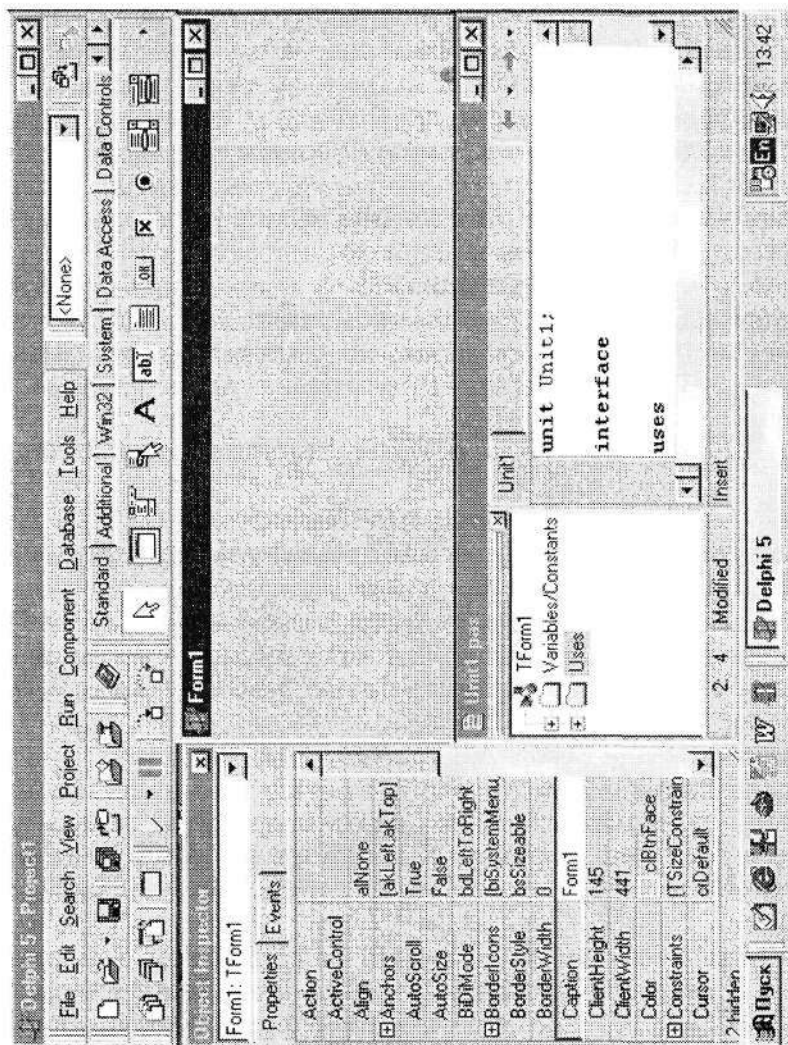 Delphi 5 - Project1
File Edit Search View Project Run Component Database Tools Help
<None>
Standard Additional Win32 System Data Access Data Controls
A ab OK
Object Inspector
Form1: TForm1
Properties Events
Action
ActiveControl
Align alNone
Anchors [akLeft,akTop]
AutoScroll True
AutoSize False
BiDiMode bdLeftToRight
BorderIcons [biSystemMenu,
BorderStyle bsSizeable
BorderWidth 0
Caption Form1
ClientHeight 145
ClientWidth 441
Color clBtnFace
Constraints (TSizeConstrain
Cursor crDefault
2 hidden
Form1
Unit1.pas
TForm1
Variables/Constants
Uses
Unit1
unit Unit1;
interface
uses
2: 4 Modified Insert
Пуск
W
Delphi 5
En
13:42